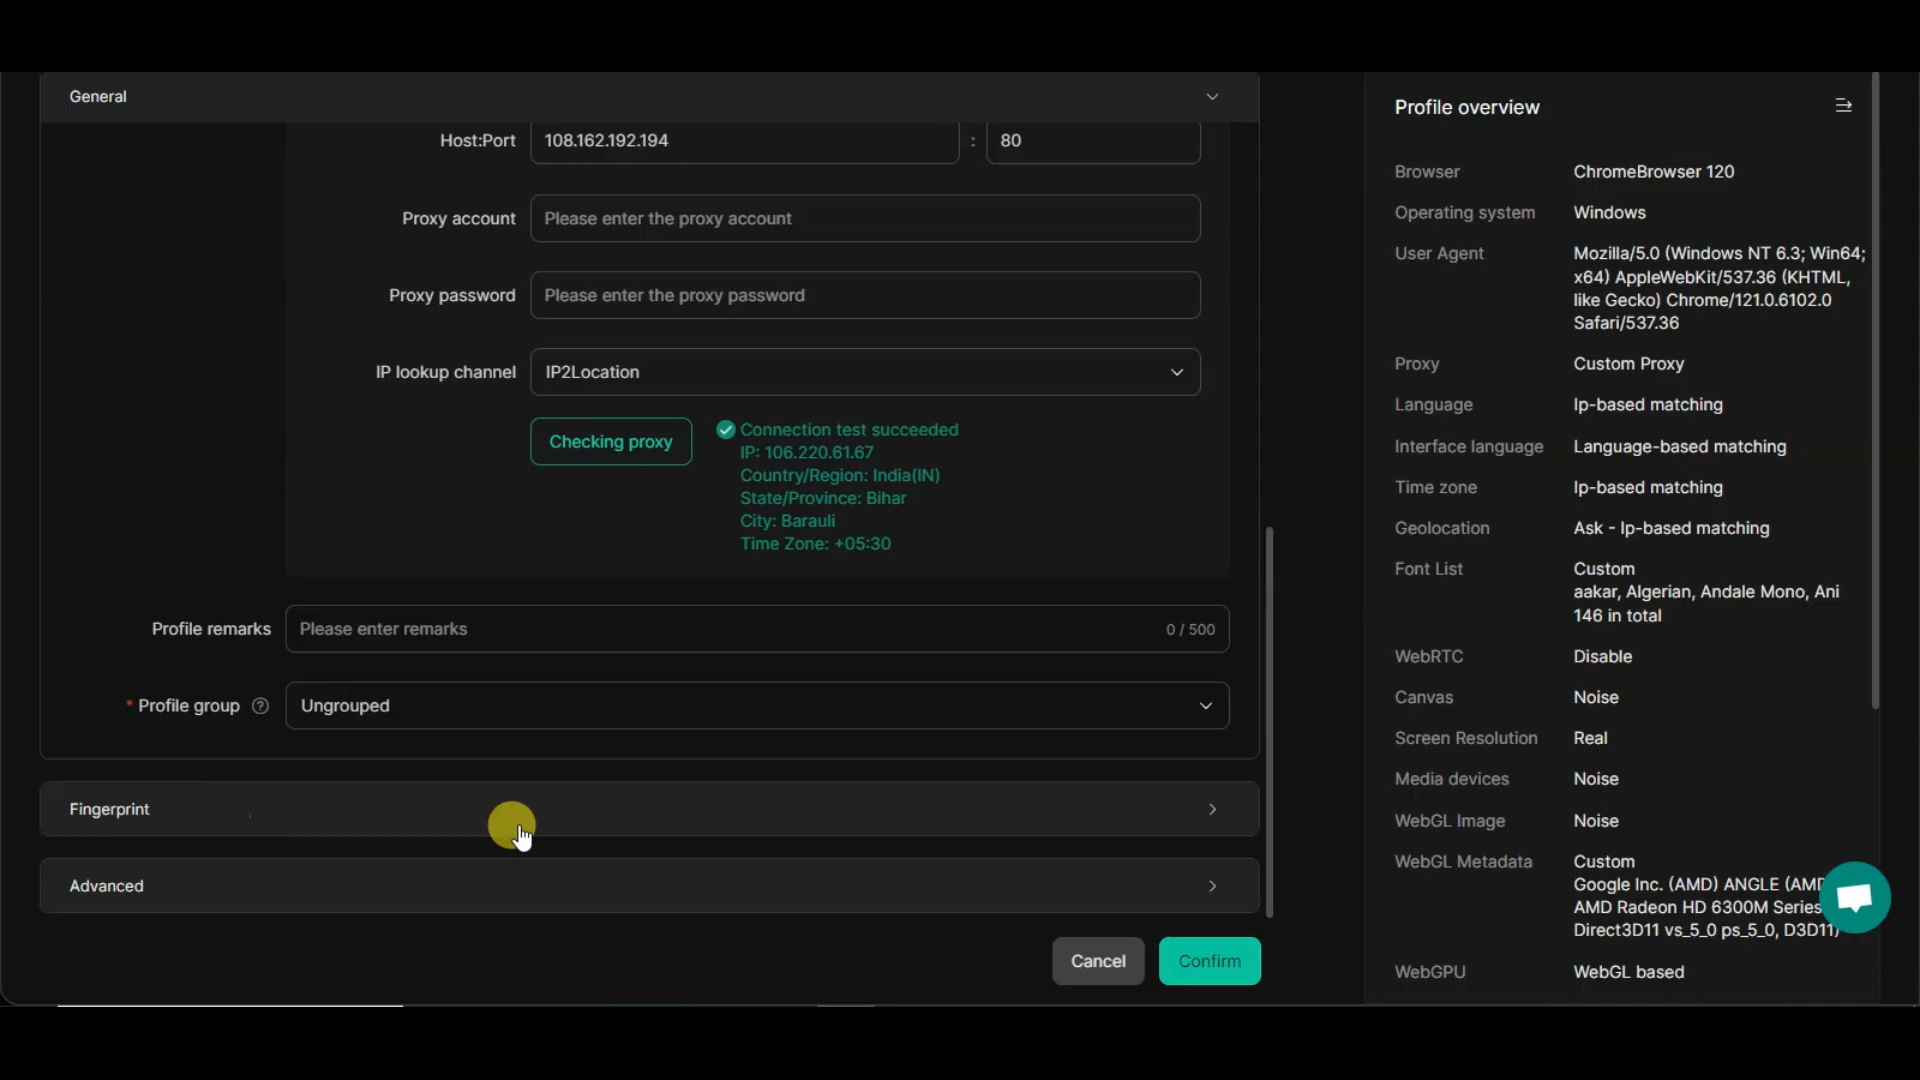 General
Host:Port 108.162.192.194 : 80
Proxy account Please enter the proxy account
Proxy password Please enter the proxy password
IP lookup channel IP2Location
Checking proxy
Connection test succeeded
IP: 106.220.61.67
Country/Region: India(IN)
State/Province: Bihar
City: Barauli
Time Zone: +05:30
Profile remarks Please enter remarks 0 / 500
* Profile group ? Ungrouped
Fingerprint
Advanced
Cancel Confirm
Profile overview
Browser ChromeBrowser 120
Operating system Windows
User Agent Mozilla/5.0 (Windows NT 6.3; Win64;
x64) AppleWebKit/537.36 (KHTML,
like Gecko) Chrome/121.0.6102.0
Safari/537.36
Proxy Custom Proxy
Language Ip-based matching
Interface language Language-based matching
Time zone Ip-based matching
Geolocation Ask - Ip-based matching
Font List Custom
aakar, Algerian, Andale Mono, Ani
146 in total
WebRTC Disable
Canvas Noise
Screen Resolution Real
Media devices Noise
WebGL Image Noise
WebGL Metadata Custom
Google Inc. (AMD) ANGLE (AMD
AMD Radeon HD 6300M Series
Direct3D11 vs_5_0 ps_5_0, D3D11)
WebGPU WebGL based